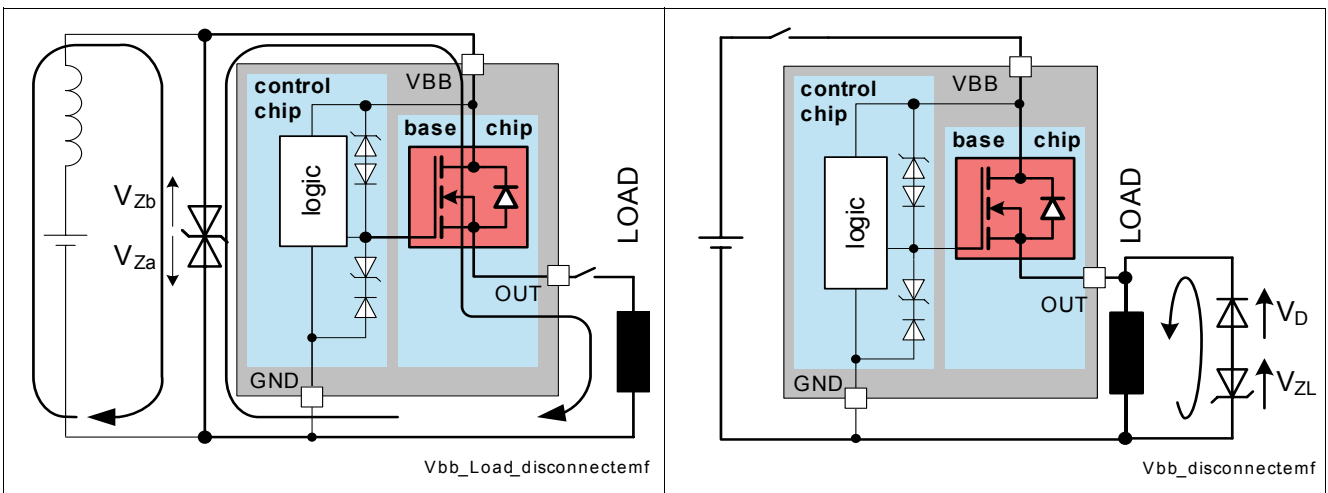 control
chip
VBB
base chip
logic
V_Zb
V_Za
LOAD
OUT
GND
Vbb_Load_disconnectemf
control
chip
VBB
base chip
logic
LOAD
OUT
V_D
V_ZL
GND
Vbb_disconnectemf